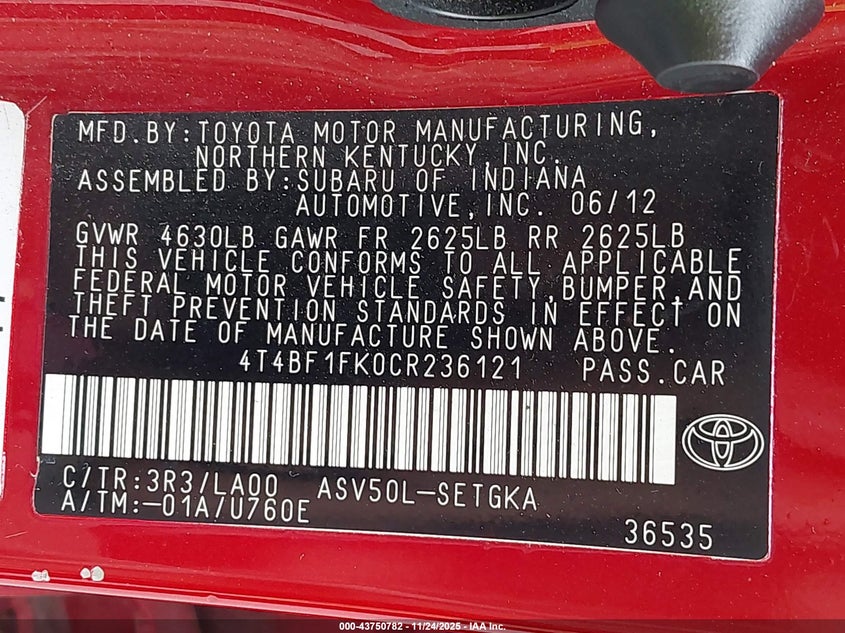 MFD.BY:TOYOTA MOTOR MANUFACTURING,
NORTHERN KENTUCKY,INC.
ASSEMBLED BY:SUBARU OF INDIANA
AUTOMOTIVE,INC. 06/12
GVWR 4630LB GAWR FR 2625LB RR 2625LB
THIS VEHICLE CONFORMS TO ALL APPLICABLE
FEDERAL MOTOR VEHICLE SAFETY,BUMPER,AND
THEFT PREVENTION STANDARDS IN EFFECT ON
THE DATE OF MANUFACTURE SHOWN ABOVE.
4T4BF1FK0CR236121 PASS.CAR
C/TR:3R3/LA00 ASV50L-SETGKA
A/TM:-01A/U760E
36535
000-43750782 - 11/24/2025 - IAA Inc.